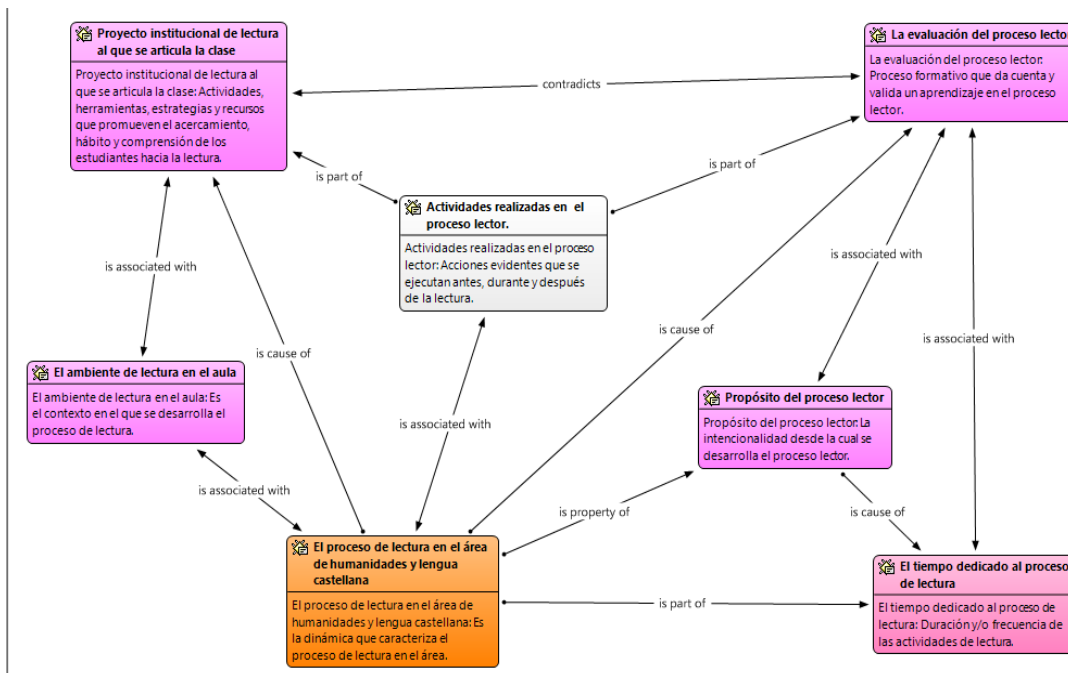 Proyecto institucional de lectura
al que se articula la clase
Proyecto institucional de lectura al
que se articula la clase: Actividades,
herramientas, estrategias y recursos
que promueven el acercamiento,
hábito y comprensión de los
estudiantes hacia la lectura.
La evaluación del proceso lector
La evaluación del proceso lector:
Proceso formativo que da cuenta y
valida un aprendizaje en el proceso
lector.
contradicts
is part of
is part of
Actividades realizadas en el
proceso lector.
Actividades realizadas en el proceso
lector: Acciones evidentes que se
ejecutan antes, durante y después
de la lectura.
is associated with
is associated with
is cause of
is associated with
is cause of
El ambiente de lectura en el aula
El ambiente de lectura en el aula: Es
el contexto en el que se desarrolla el
proceso de lectura.
Propósito del proceso lector
Propósito del proceso lector: La
intencionalidad desde la cual se
desarrolla el proceso lector.
is associated with
is associated with
is property of
is cause of
El proceso de lectura en el área
de humanidades y lengua
castellana
El proceso de lectura en el área de
humanidades y lengua castellana: Es
la dinámica que caracteriza el
proceso de lectura en el área.
is part of
El tiempo dedicado al proceso
de lectura
El tiempo dedicado al proceso de
lectura: Duración y/o frecuencia de
las actividades de lectura.